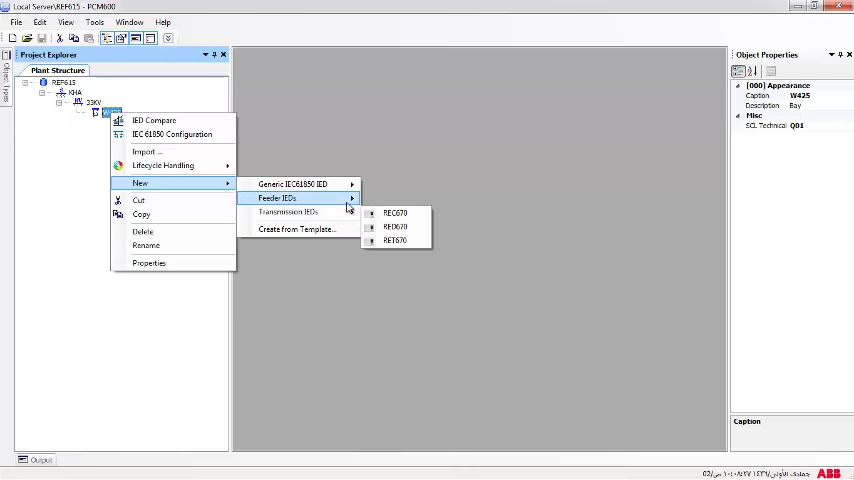 Local Server\REF615 - PCM600
File Edit View Tools Window Help
Project Explorer
Plant Structure
Object Types
REF615
KHA
33KV
IED Compare
IEC 61850 Configuration
Import ...
Lifecycle Handling
New
Cut
Copy
Delete
Rename
Properties
Generic IEC61850 IED
Feeder IEDs
Transmission IEDs
Create from Template...
REC670
RED670
RET670
Object Properties
[000] Appearance
Caption W425
Description Bay
Misc
SCL Technical Q01
Caption
Output
ABB